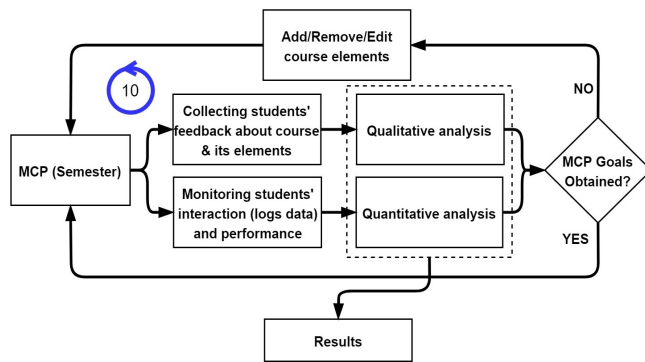 Add/Remove/Edit
course elements
10
NO
Collecting students'
feedback about course
& its elements
Qualitative analysis
MCP (Semester)
MCP Goals
Obtained?
Monitoring students'
interaction (logs data)
and performance
Quantitative analysis
YES
Results